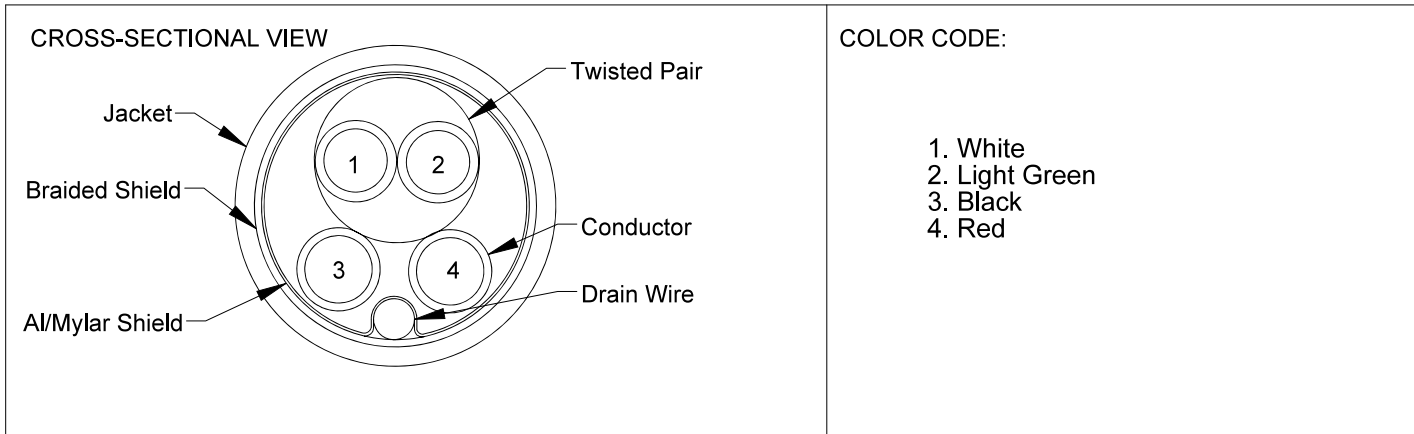 CROSS-SECTIONAL VIEW
Twisted Pair
Jacket
1
2
Braided Shield
Conductor
3
4
Drain Wire
Al/Mylar Shield
COLOR CODE:
1. White
2. Light Green
3. Black
4. Red